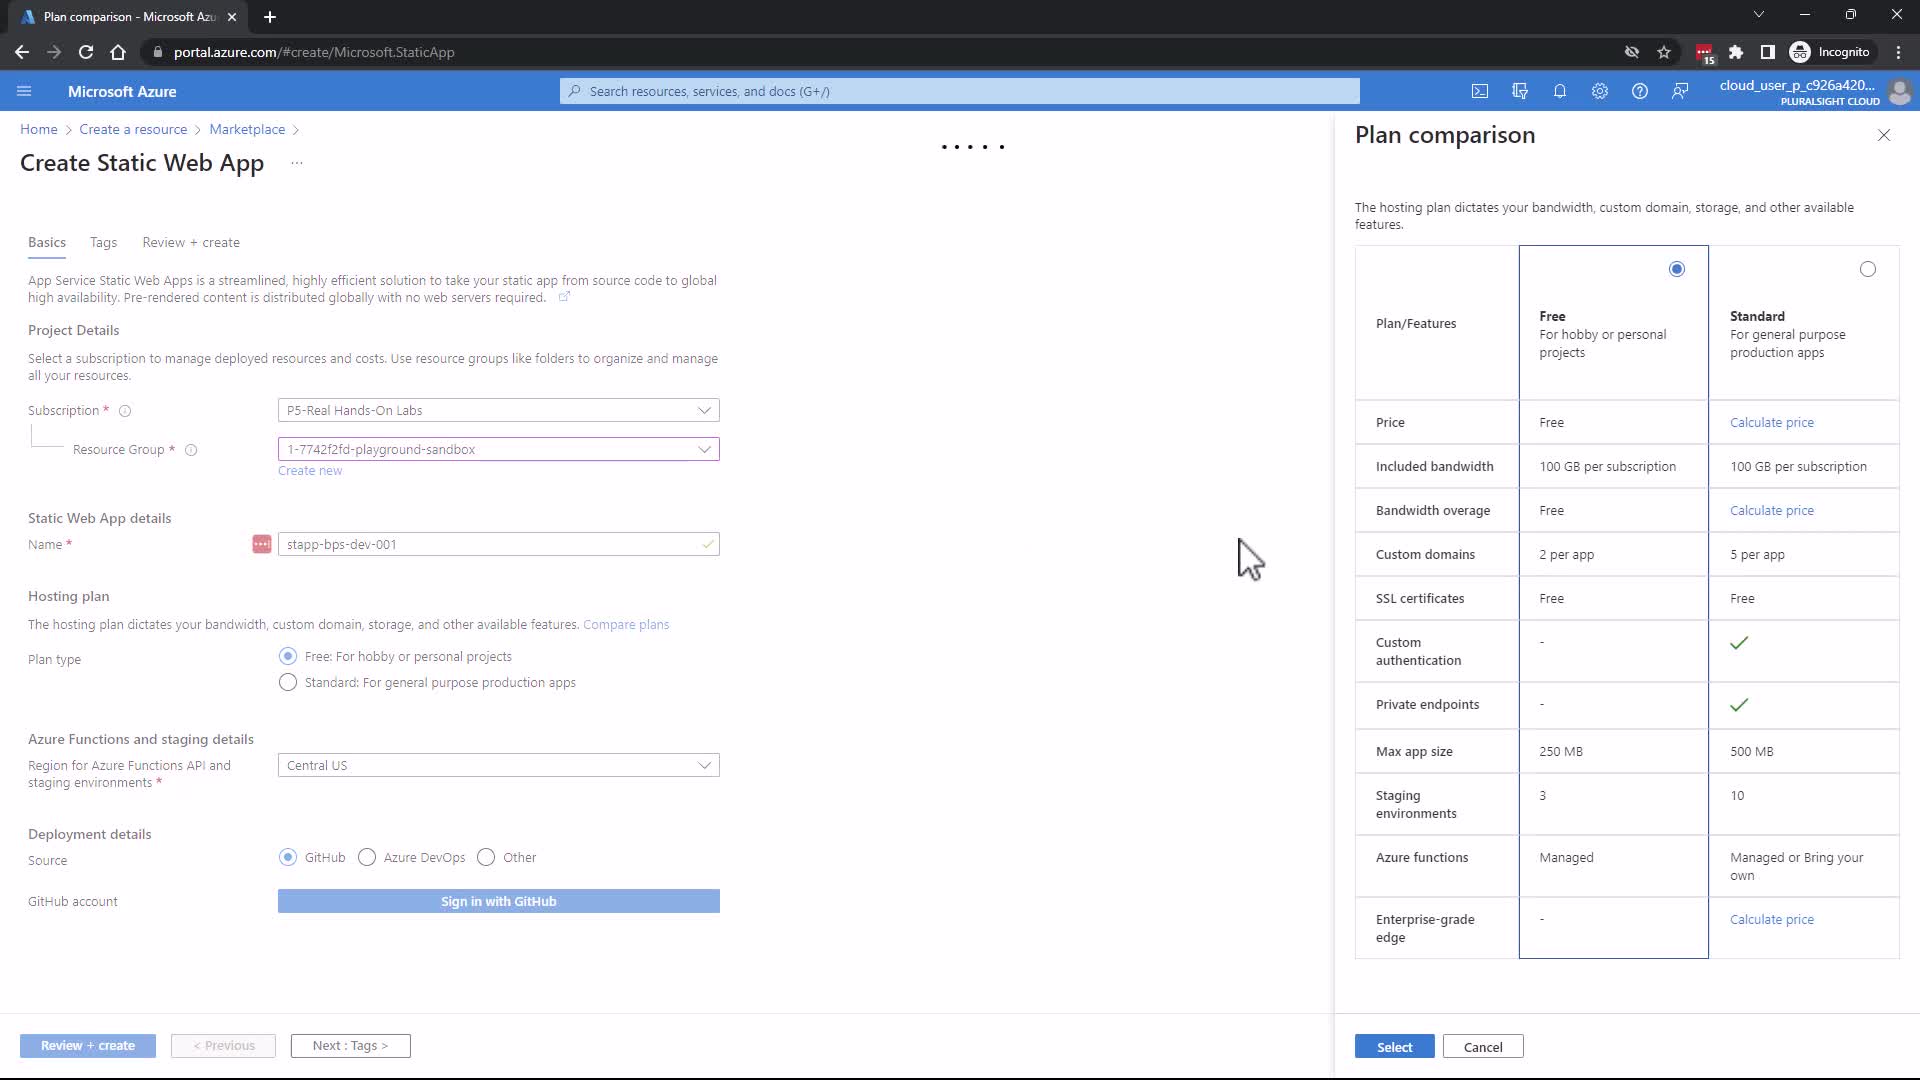 Plan comparison - Microsoft Azu
portal.azure.com/#create/Microsoft.StaticApp
15
Incognito
Microsoft Azure
Search resources, services, and docs (G+/)
cloud_user_p_c926a420...
PLURALSIGHT CLOUD
Home > Create a resource > Marketplace >
Create Static Web App ...
Basics
Tags
Review + create
App Service Static Web Apps is a streamlined, highly efficient solution to take your static app from source code to global
high availability. Pre-rendered content is distributed globally with no web servers required.
Project Details
Select a subscription to manage deployed resources and costs. Use resource groups like folders to organize and manage
all your resources.
Subscription *
P5-Real Hands-On Labs
Resource Group *
1-7742f2fd-playground-sandbox
Create new
Static Web App details
Name *
stapp-bps-dev-001
Hosting plan
The hosting plan dictates your bandwidth, custom domain, storage, and other available features. Compare plans
Plan type
Free: For hobby or personal projects
Standard: For general purpose production apps
Azure Functions and staging details
Region for Azure Functions API and
staging environments *
Central US
Deployment details
Source
GitHub
Azure DevOps
Other
GitHub account
Sign in with GitHub
Review + create
< Previous
Next : Tags >
Plan comparison
The hosting plan dictates your bandwidth, custom domain, storage, and other available
features.
Plan/Features
Free
For hobby or personal
projects
Standard
For general purpose
production apps
Price
Free
Calculate price
Included bandwidth
100 GB per subscription
100 GB per subscription
Bandwidth overage
Free
Calculate price
Custom domains
2 per app
5 per app
SSL certificates
Free
Free
Custom
authentication
-
Private endpoints
-
Max app size
250 MB
500 MB
Staging
environments
3
10
Azure functions
Managed
Managed or Bring your
own
Enterprise-grade
edge
-
Calculate price
Select
Cancel